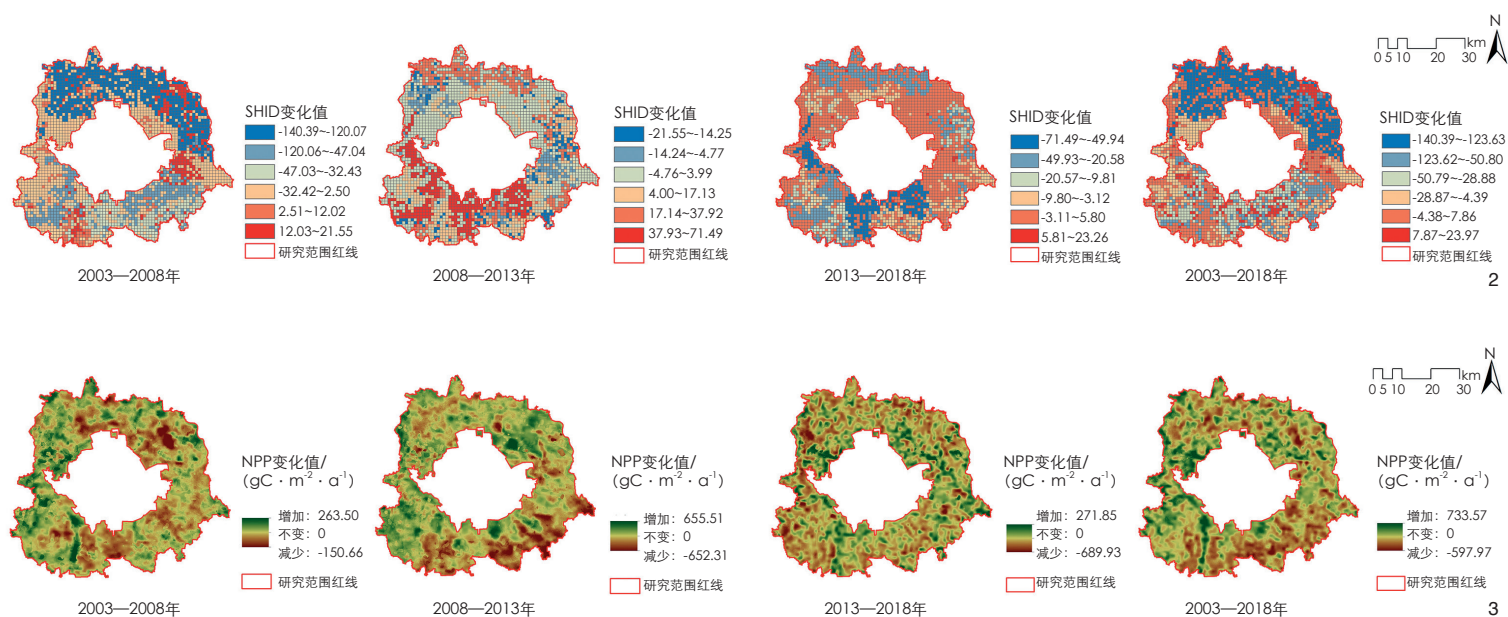 N
km
0 5 10 20 30
SHID变化值
-140.39~-120.07
-120.06~-47.04
-47.03~-32.43
-32.42~2.50
2.51~12.02
12.03~21.55
研究范围红线
2003—2008年
SHID变化值
-21.55~-14.25
-14.24~-4.77
-4.76~3.99
4.00~17.13
17.14~37.92
37.93~71.49
研究范围红线
2008—2013年
SHID变化值
-71.49~-49.94
-49.93~-20.58
-20.57~-9.81
-9.80~-3.12
-3.11~5.80
5.81~23.26
研究范围红线
2013—2018年
SHID变化值
-140.39~-123.63
-123.62~-50.80
-50.79~-28.88
-28.87~-4.39
-4.38~7.86
7.87~23.97
研究范围红线
2003—2018年
2
N
km
0 5 10 20 30
NPP变化值/
(gC·m⁻²·a⁻¹)
增加：263.50
不变：0
减少：-150.66
研究范围红线
2003—2008年
NPP变化值/
(gC·m⁻²·a⁻¹)
增加：655.51
不变：0
减少：-652.31
研究范围红线
2008—2013年
NPP变化值/
(gC·m⁻²·a⁻¹)
增加：271.85
不变：0
减少：-689.93
研究范围红线
2013—2018年
NPP变化值/
(gC·m⁻²·a⁻¹)
增加：733.57
不变：0
减少：-597.97
研究范围红线
2003—2018年
3